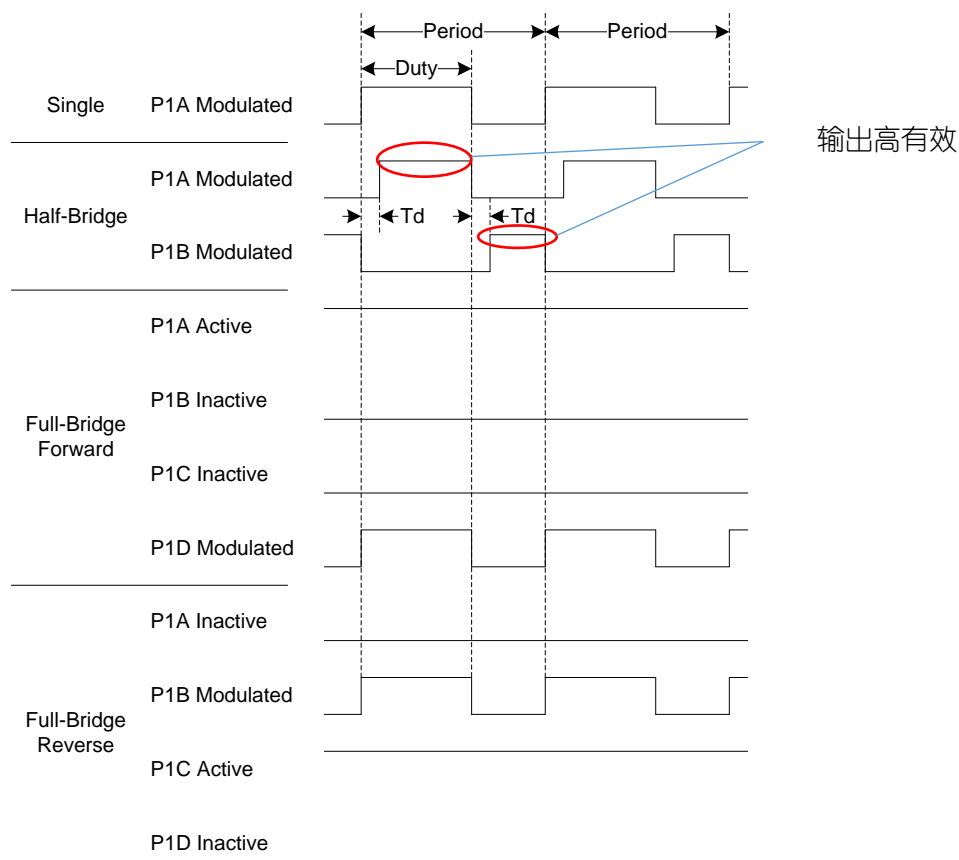 Period
Period
Duty
Single
P1A Modulated
输出高有效
Half-Bridge
P1A Modulated
Td
Td
P1B Modulated
Full-Bridge
Forward
P1A Active
P1B Inactive
P1C Inactive
P1D Modulated
Full-Bridge
Reverse
P1A Inactive
P1B Modulated
P1C Active
P1D Inactive